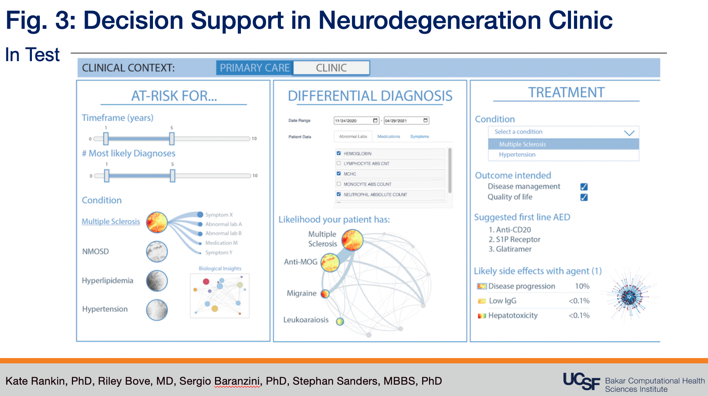 Fig. 3: Decision Support in Neurodegeneration Clinic
In Test
CLINICAL CONTEXT:
PRIMARY CARE
CLINIC
AT-RISK FOR...
Timeframe (years)
0
1
5
10
# Most likely Diagnoses
0
1
5
10
Condition
Multiple Sclerosis
Symptom X
Abnormal lab A
Abnormal lab B
Medication M
Symptom Y
NMOSD
Biological Insights
Hyperlipidemia
Hypertension
DIFFERENTIAL DIAGNOSIS
Date Range
11/24/2020
-
04/29/2021
Patient Data
Abnormal Labs
Medications
Symptoms
HEMOGLOBIN
LYMPHOCYTE ABS CNT
MCHC
MONOCYTE ABS COUNT
NEUTROPHIL ABSOLUTE COUNT
Likelihood your patient has:
Multiple
Sclerosis
Anti-MOG
Migraine
Leukoaraiosis
TREATMENT
Condition
Select a condition
Multiple Sclerosis
Hypertension
Outcome intended
Disease management
Quality of life
Suggested first line AED
1. Anti-CD20
2. S1P Receptor
3. Glatiramer
Likely side effects with agent (1)
Disease progression 10%
Low IgG <0.1%
Hepatotoxicity <0.1%
Kate Rankin, PhD, Riley Bove, MD, Sergio Baranzini, PhD, Stephan Sanders, MBBS, PhD
UCSF
Bakar Computational Health
Sciences Institute